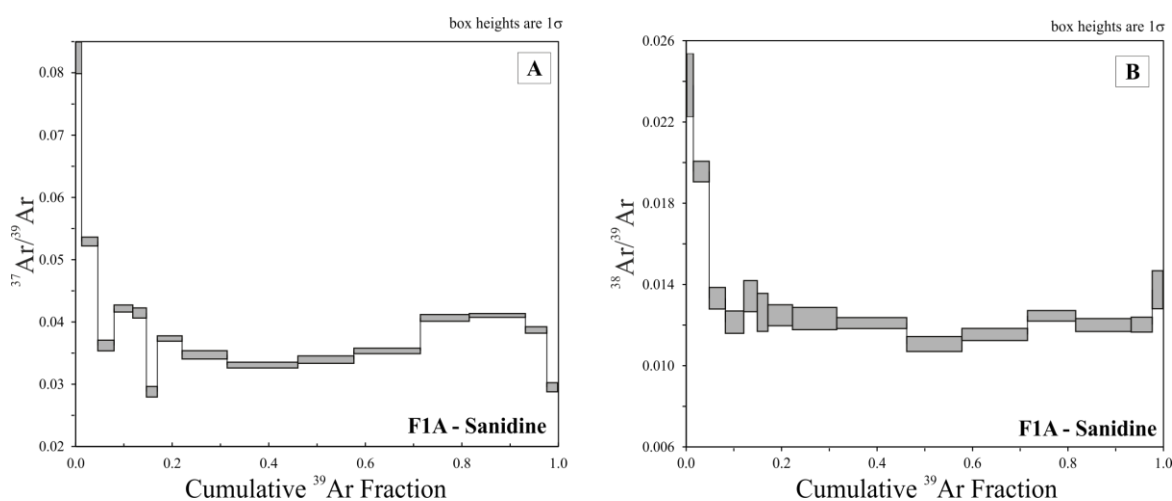 box heights are 1σ
A
0.08
0.07
0.06
0.05
0.04
0.03
0.02
³⁷Ar/³⁹Ar
F1A - Sanidine
0.0
0.2
0.4
0.6
0.8
1.0
Cumulative ³⁹Ar Fraction
box heights are 1σ
B
0.026
0.022
0.018
0.014
0.010
0.006
³⁸Ar/³⁹Ar
F1A - Sanidine
0.0
0.2
0.4
0.6
0.8
1.0
Cumulative ³⁹Ar Fraction